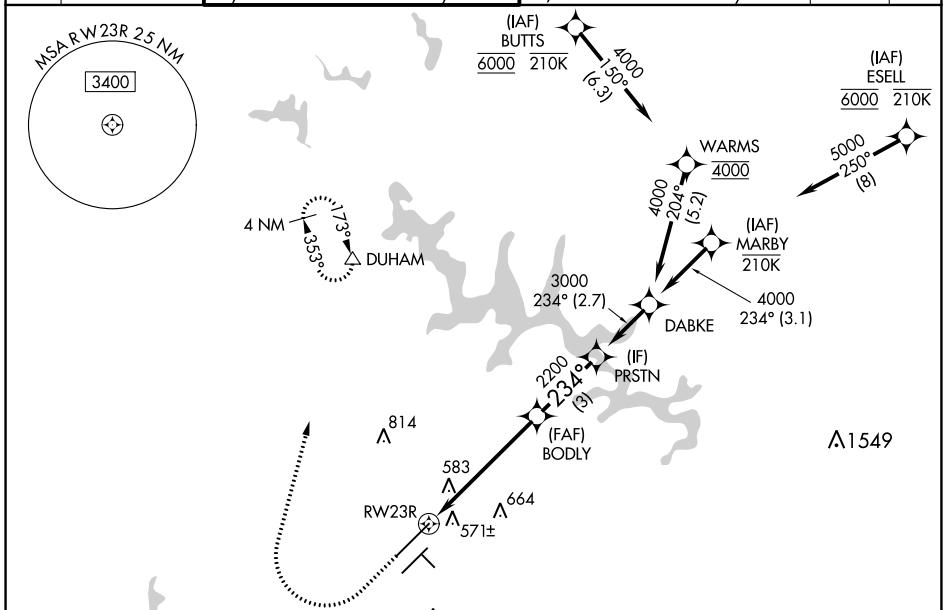 MSA RW23R 25 NM
3400
(IAF)
BUTTS
6000 210K
4000
150°
(6.3)
(IAF)
ESELL
6000 210K
5000
250°
(8)
WARMS
4000
4000
204°
(5.2)
(IAF)
MARBY
210K
4 NM
173°
353°
DUHAM
3000
234° (2.7)
4000
234° (3.1)
DABKE
(IF)
PRSTN
2200
234°
(3)
(FAF)
BODLY
814
1549
583
664
RW23R
571±